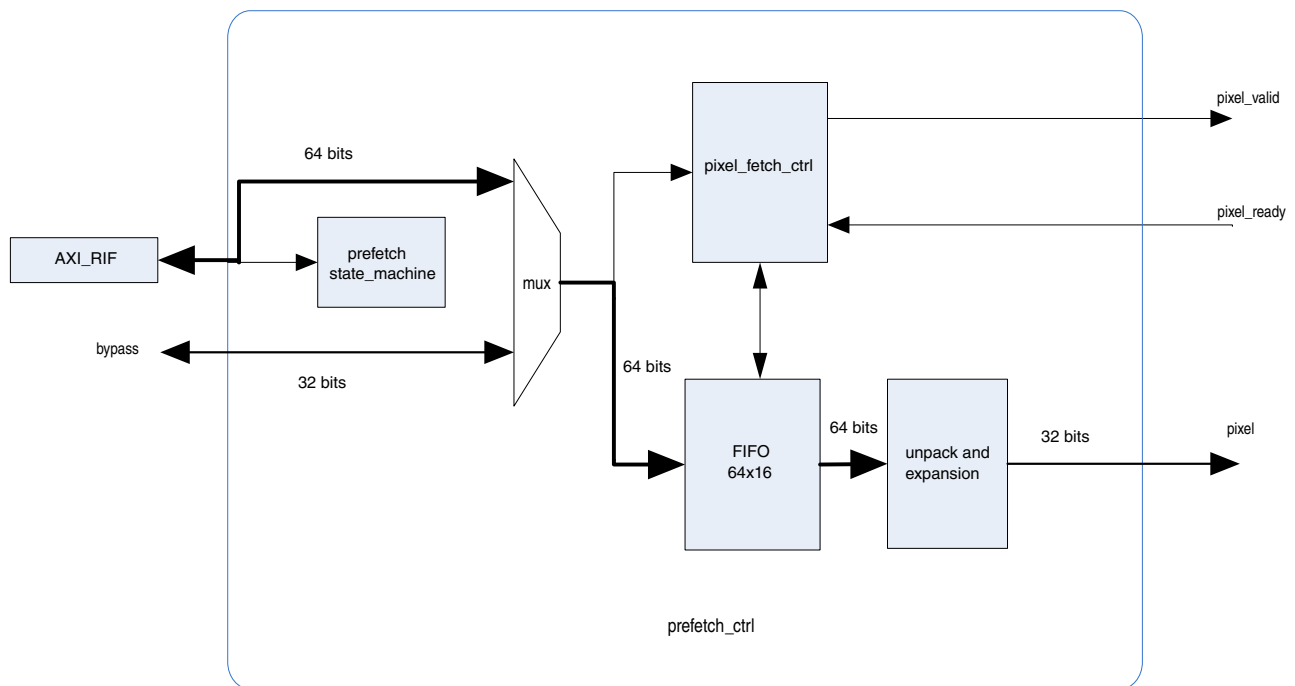 pixel_valid
64 bits
pixel_fetch_ctrl
pixel_ready
AXI_RIF
prefetch
state_machine
mux
bypass
32 bits
64 bits
FIFO
64x16
64 bits
unpack and
expansion
32 bits
pixel
prefetch_ctrl